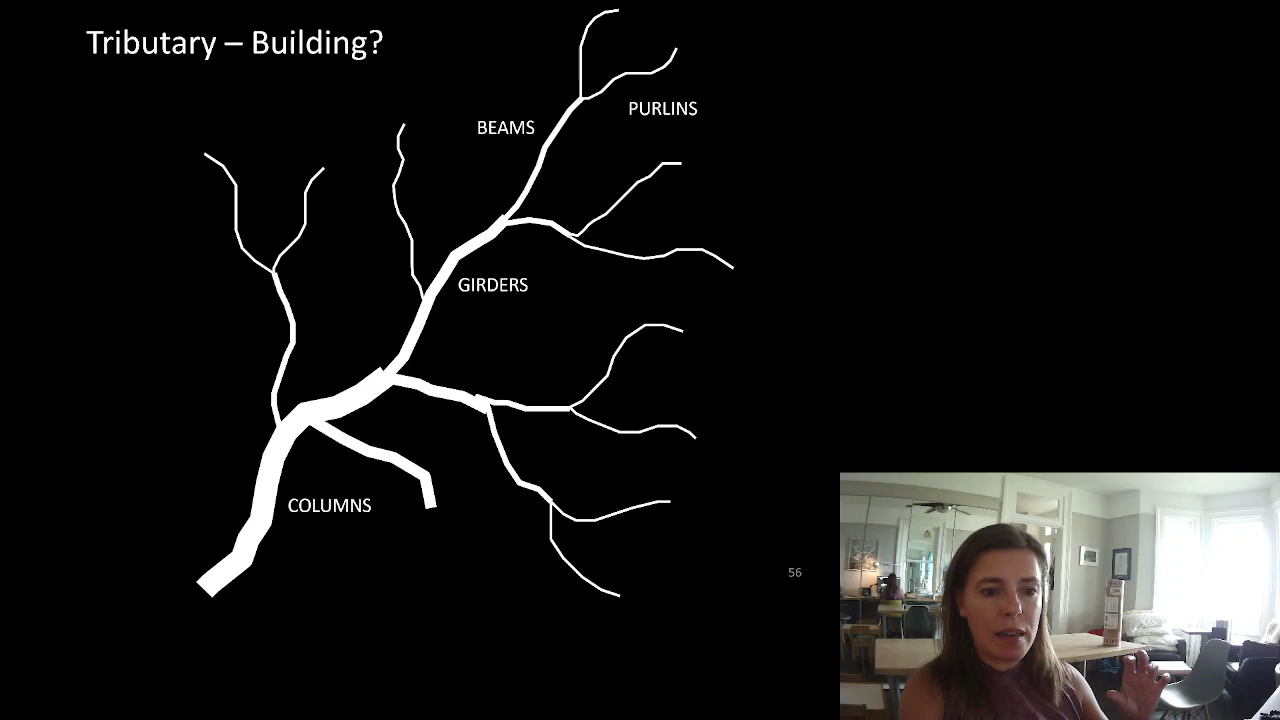 Tributary – Building?
PURLINS
BEAMS
GIRDERS
COLUMNS
56